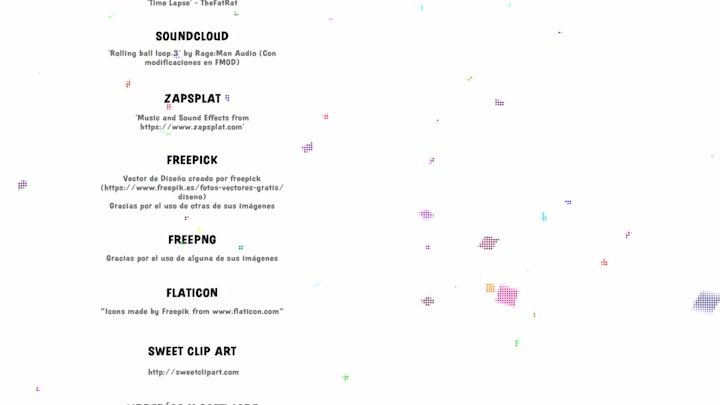 'Time Lapse' - TheFatRat
SOUNDCLOUD
'Rolling ball loop 3' by Rage:Man Audio (Con
modificaciones en FMOD)
ZAPSPLAT
'Music and Sound Effects from
https://www.zapsplat.com'
FREEPICK
Vector de Diseño creado por freepick
(https://www.freepik.es/fotos-vectores-gratis/
diseno)
Gracias por el uso de otras de sus imágenes
FREEPNG
Gracias por el uso de alguna de sus imágenes
FLATICON
"Icons made by Freepik from www.flaticon.com"
SWEET CLIP ART
http://sweetclipart.com